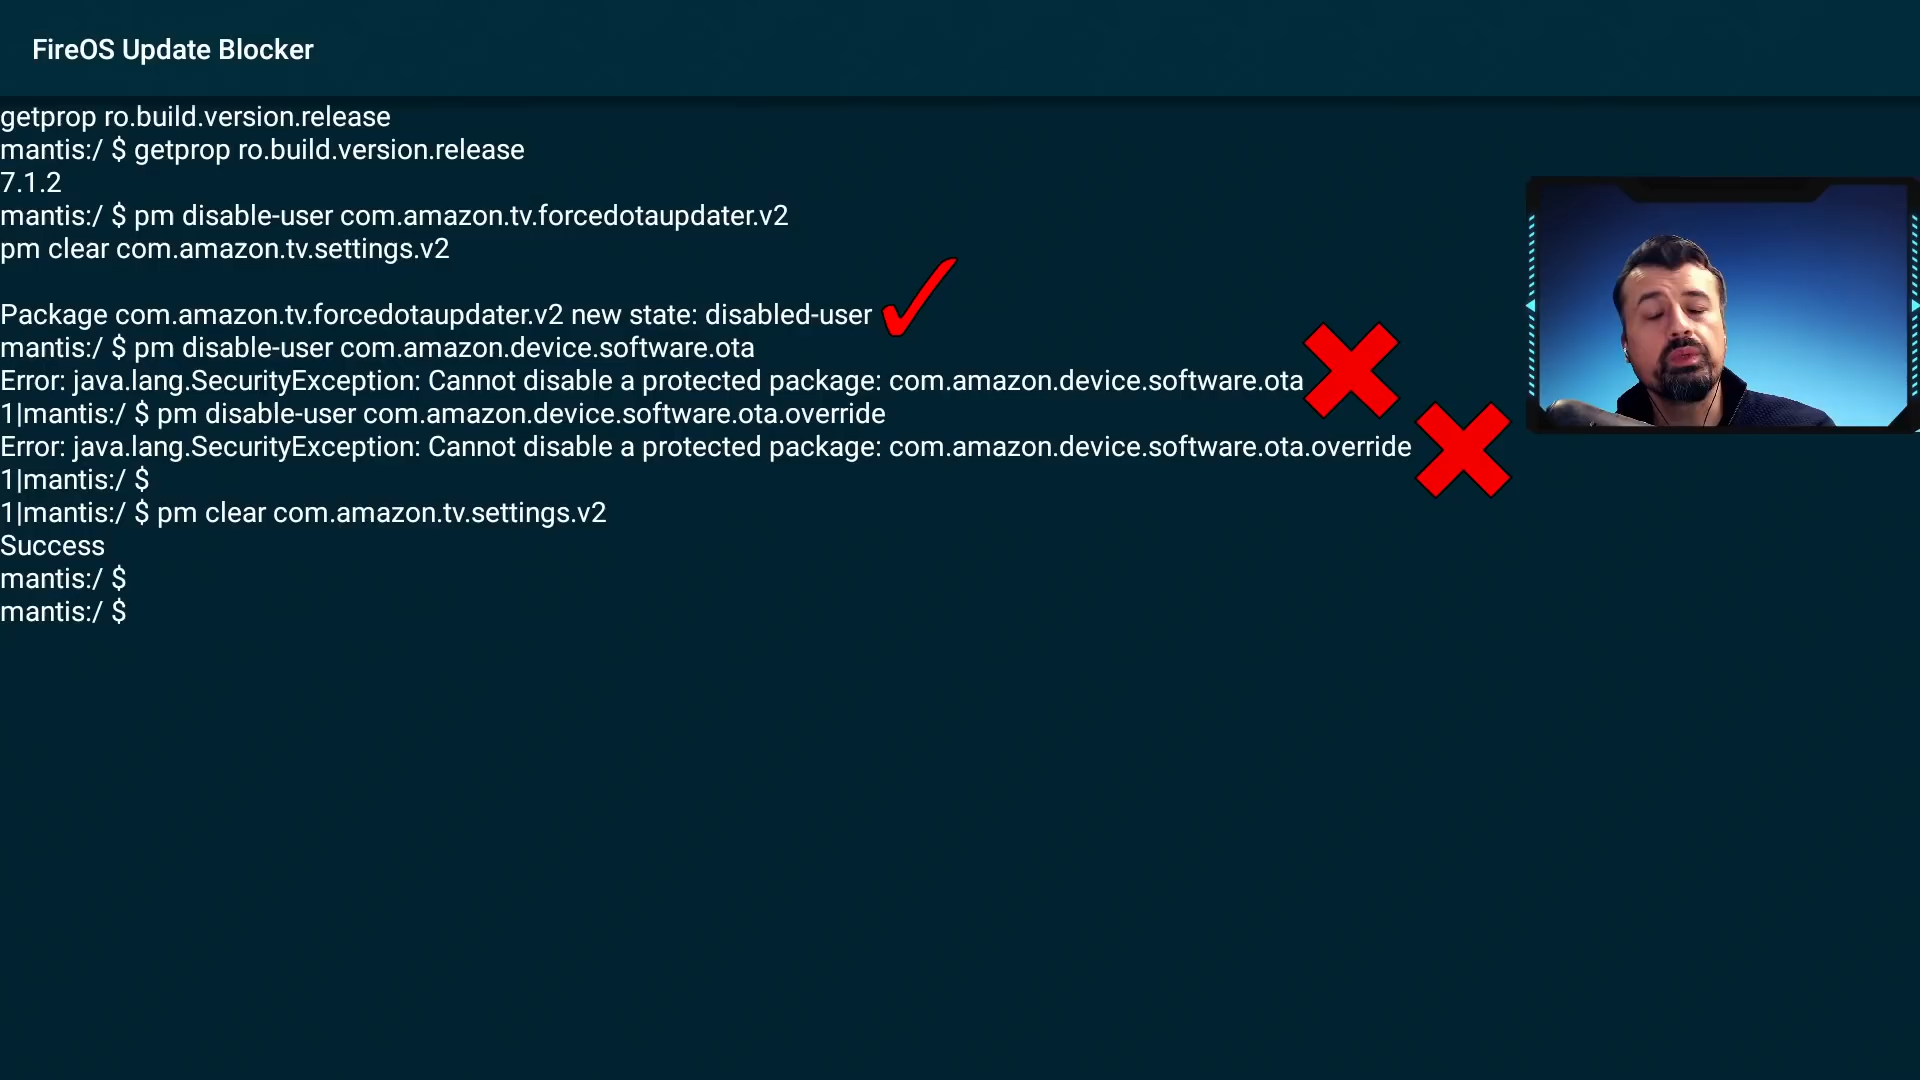 FireOS Update Blocker
getprop ro.build.version.release
mantis:/ $ getprop ro.build.version.release
7.1.2
mantis:/ $ pm disable-user com.amazon.tv.forcedotaupdater.v2
pm clear com.amazon.tv.settings.v2
Package com.amazon.tv.forcedotaupdater.v2 new state: disabled-user
mantis:/ $ pm disable-user com.amazon.device.software.ota
Error: java.lang.SecurityException: Cannot disable a protected package: com.amazon.device.software.ota
1|mantis:/ $ pm disable-user com.amazon.device.software.ota.override
Error: java.lang.SecurityException: Cannot disable a protected package: com.amazon.device.software.ota.override
1|mantis:/ $
1|mantis:/ $ pm clear com.amazon.tv.settings.v2
Success
mantis:/ $
mantis:/ $